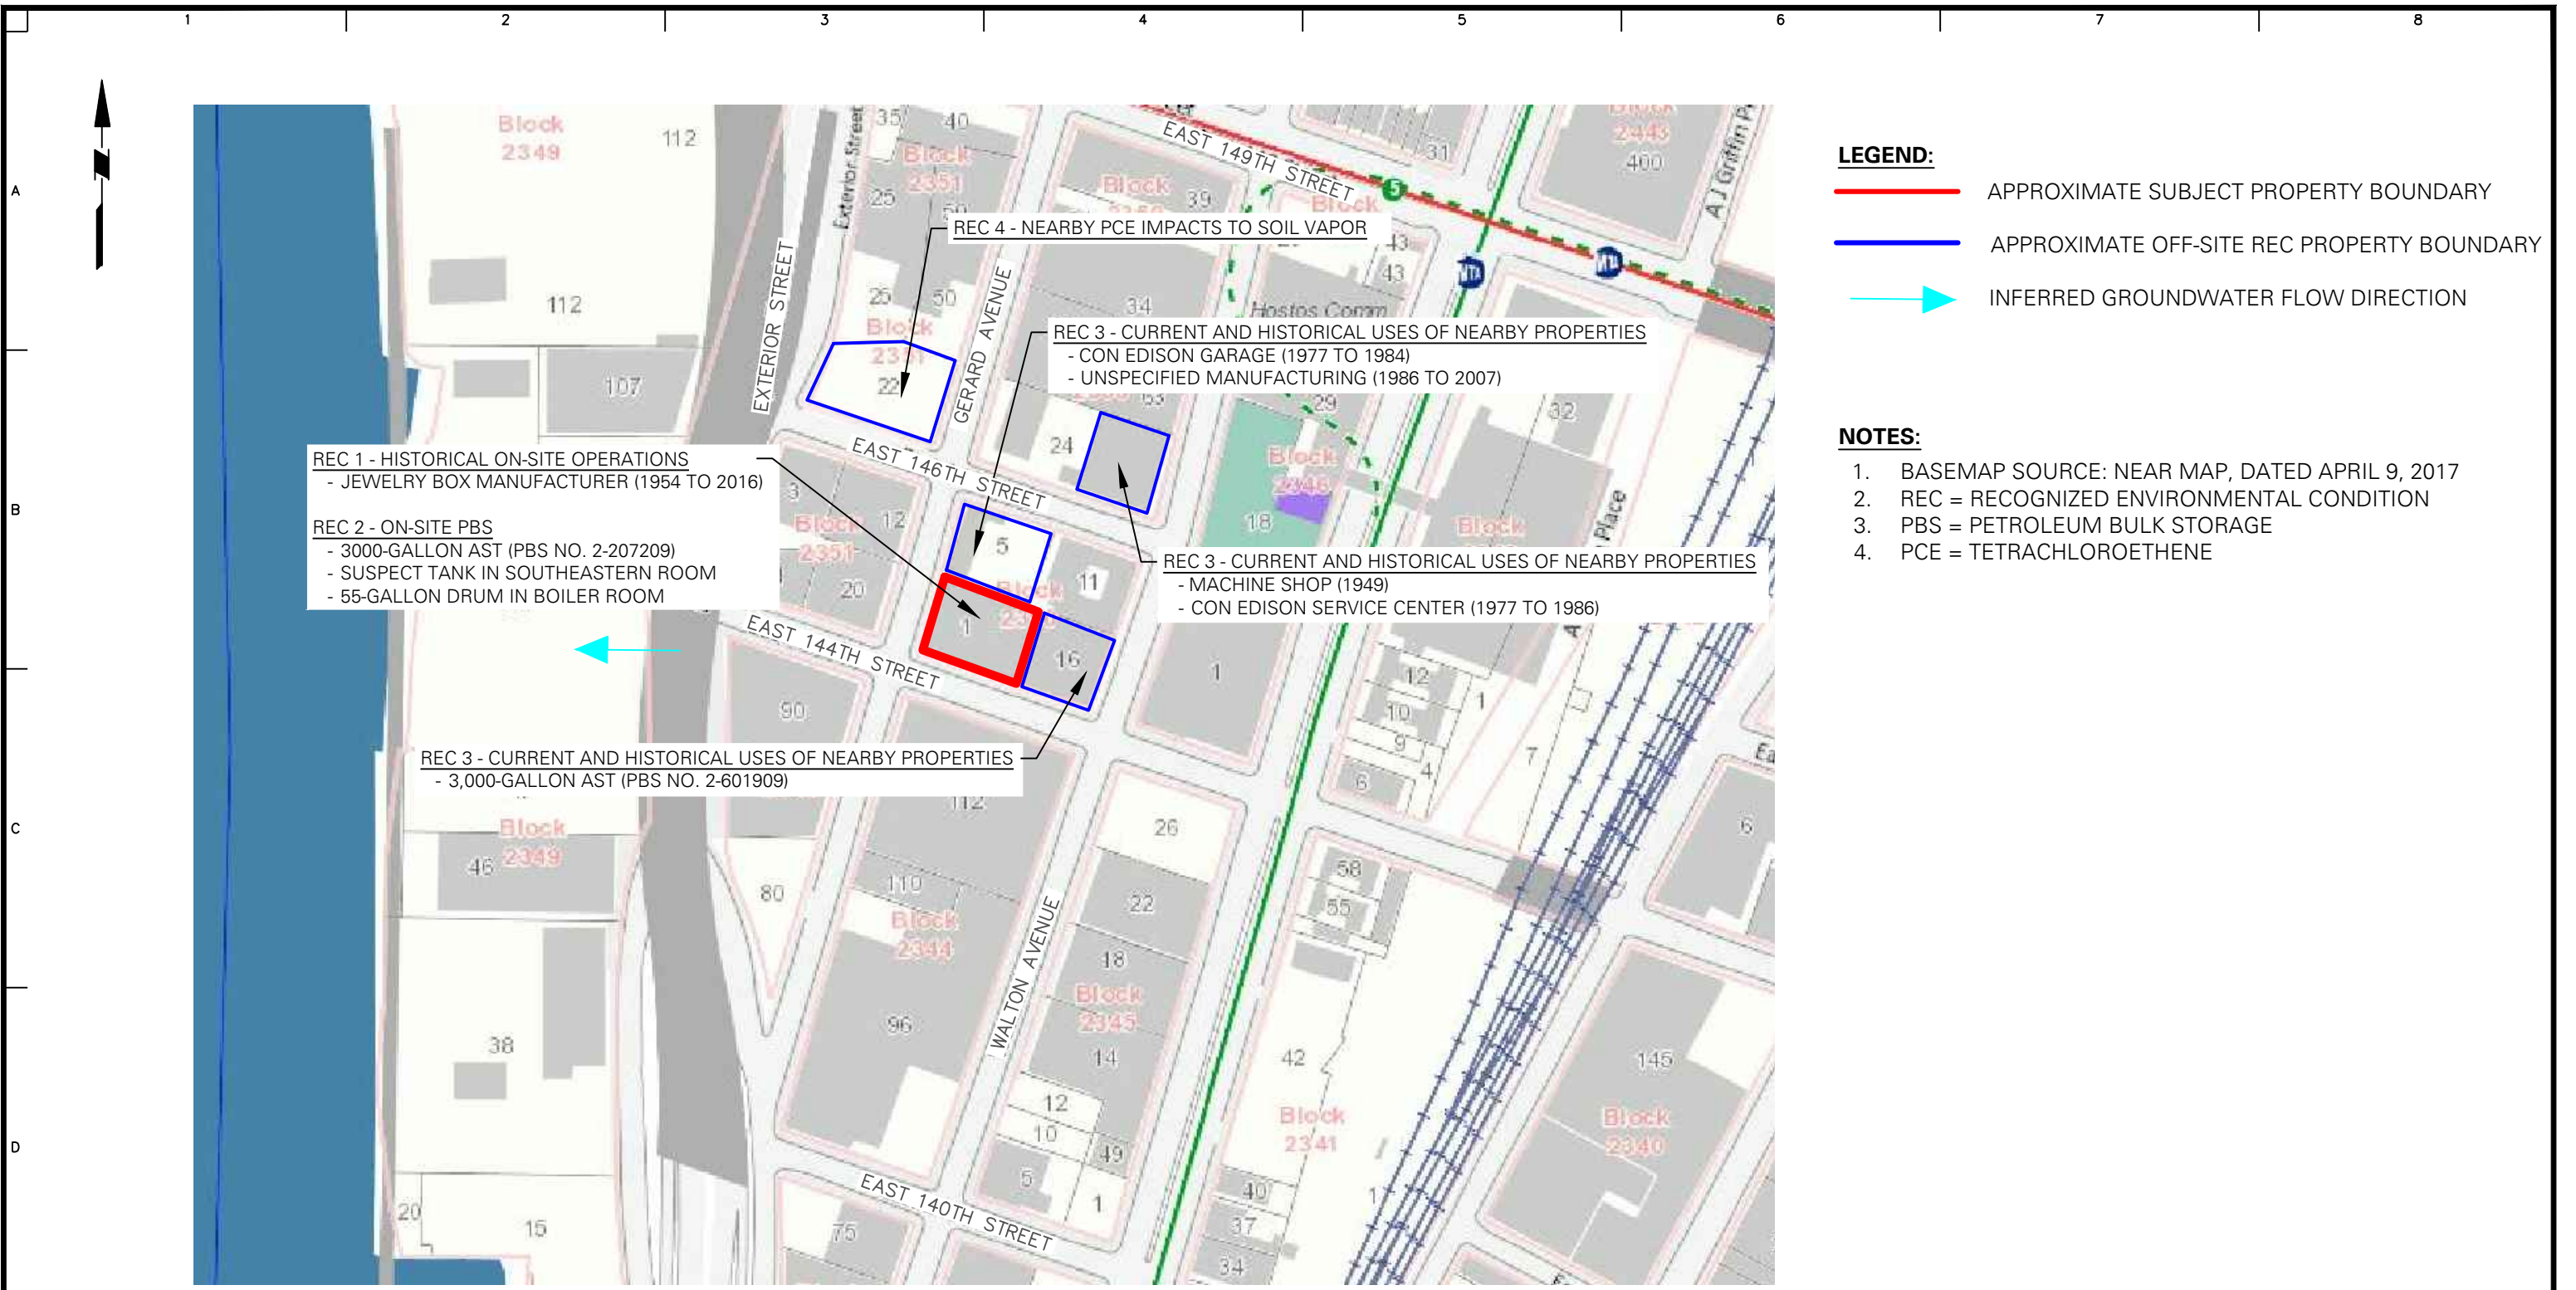 1 2 3 4 5 6 7 8
A
B
C
D
LEGEND:
APPROXIMATE SUBJECT PROPERTY BOUNDARY
APPROXIMATE OFF-SITE REC PROPERTY BOUNDARY
INFERRED GROUNDWATER FLOW DIRECTION
NOTES:
1. BASEMAP SOURCE: NEAR MAP, DATED APRIL 9, 2017
2. REC = RECOGNIZED ENVIRONMENTAL CONDITION
3. PBS = PETROLEUM BULK STORAGE
4. PCE = TETRACHLOROETHENE
REC 4 - NEARBY PCE IMPACTS TO SOIL VAPOR
REC 3 - CURRENT AND HISTORICAL USES OF NEARBY PROPERTIES
- CON EDISON GARAGE (1977 TO 1984)
- UNSPECIFIED MANUFACTURING (1986 TO 2007)
REC 1 - HISTORICAL ON-SITE OPERATIONS
- JEWELRY BOX MANUFACTURER (1954 TO 2016)
REC 2 - ON-SITE PBS
- 3000-GALLON AST (PBS NO. 2-207209)
- SUSPECT TANK IN SOUTHEASTERN ROOM
- 55-GALLON DRUM IN BOILER ROOM
REC 3 - CURRENT AND HISTORICAL USES OF NEARBY PROPERTIES
- MACHINE SHOP (1949)
- CON EDISON SERVICE CENTER (1977 TO 1986)
REC 3 - CURRENT AND HISTORICAL USES OF NEARBY PROPERTIES
- 3,000-GALLON AST (PBS NO. 2-601909)
EAST 149TH STREET
EAST 146TH STREET
EAST 144TH STREET
EAST 140TH STREET
EXTERIOR STREET
Exterior Street
GERARD AVENUE
WALTON AVENUE
A J Griffin
Place
Hostos Comm
5
MTA
MTA
Block
2349
112
112
107
35
40
Block
2351
25
25
50
Block
22
Block
39
34
Block
31
Block
2443
400
43
43
29
32
24
Block
2346
18
Block
3
12
Block
2351
20
5
11
1
16
1
12
10
9
4
6
1
7
6
90
112
26
Block
2349
46
80
110
Block
2344
96
22
18
Block
2345
14
12
10
5
49
1
58
55
42
Block
2341
1
40
37
34
145
Block
2340
38
20
15
75